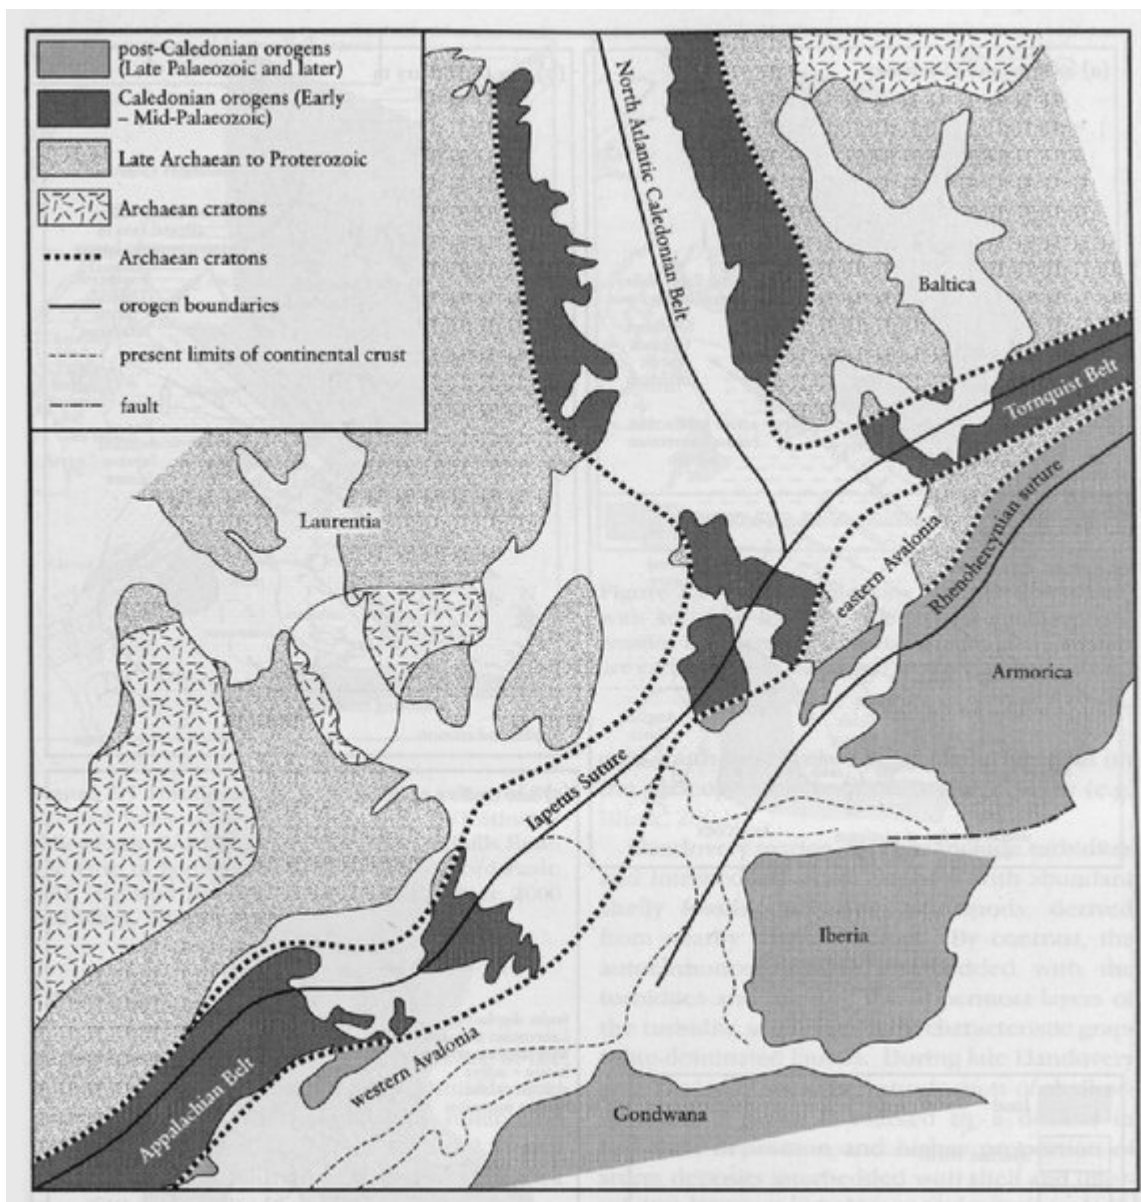 post-Caledonian orogens
(Late Palaeozoic and later)
Caledonian orogens (Early
– Mid-Palaeozoic)
Late Archaean to Proterozoic
Archaean cratons
Archaean cratons
orogen boundaries
present limits of continental crust
fault
North Atlantic Caledonian Belt
Baltica
Tornquist Belt
Laurentia
eastern Avalonia
Rhenohercynian suture
Armorica
Iapetus Suture
Iberia
western Avalonia
Appalachian Belt
Gondwana